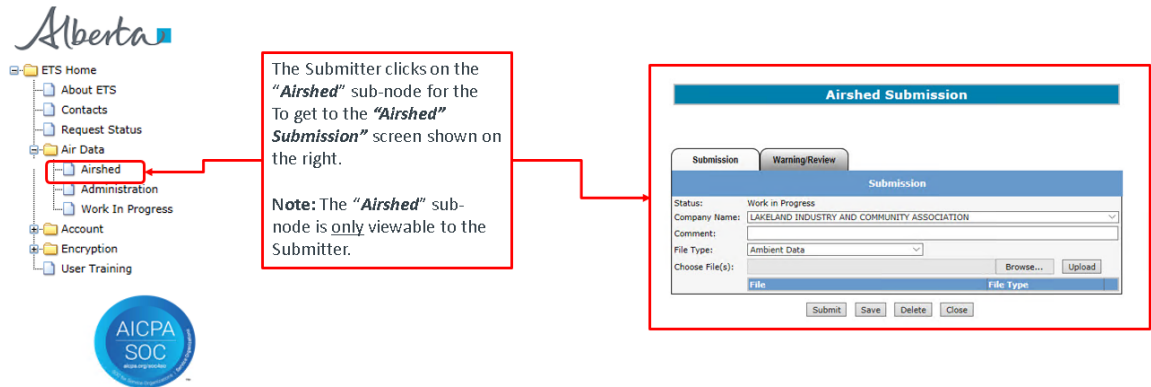 Alberta
ETS Home
About ETS
Contacts
Request Status
Air Data
Airshed
Administration
Work In Progress
Account
Encryption
User Training
AICPA
SOC
aicpa.org/soc4so
The Submitter clicks on the
“Airshed” sub-node for the
To get to the “Airshed”
Submission” screen shown on
the right.
Note: The “Airshed” sub-
node is only viewable to the
Submitter.
Airshed Submission
Submission
Warning/Review
Submission
Status: Work in Progress
Company Name: LAKELAND INDUSTRY AND COMMUNITY ASSOCIATION
Comment:
File Type: Ambient Data
Choose File(s): Browse... Upload
File File Type
Submit Save Delete Close